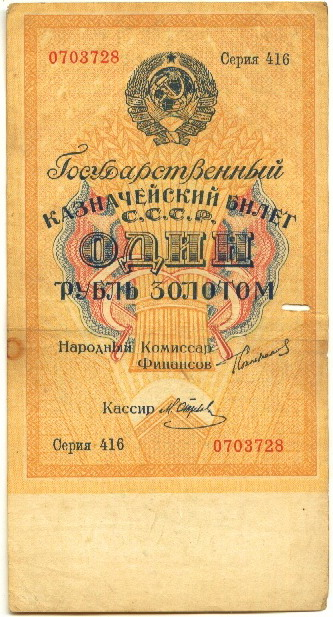 0703728 Серия 416
Государственный
КАЗНАЧЕЙСКИЙ БИЛЕТ
С.С.С.Р.
ОДИН
РУБЛЬ ЗОЛОТОМ
Народный Комиссар
Финансов
Кассир
Серия 416 0703728